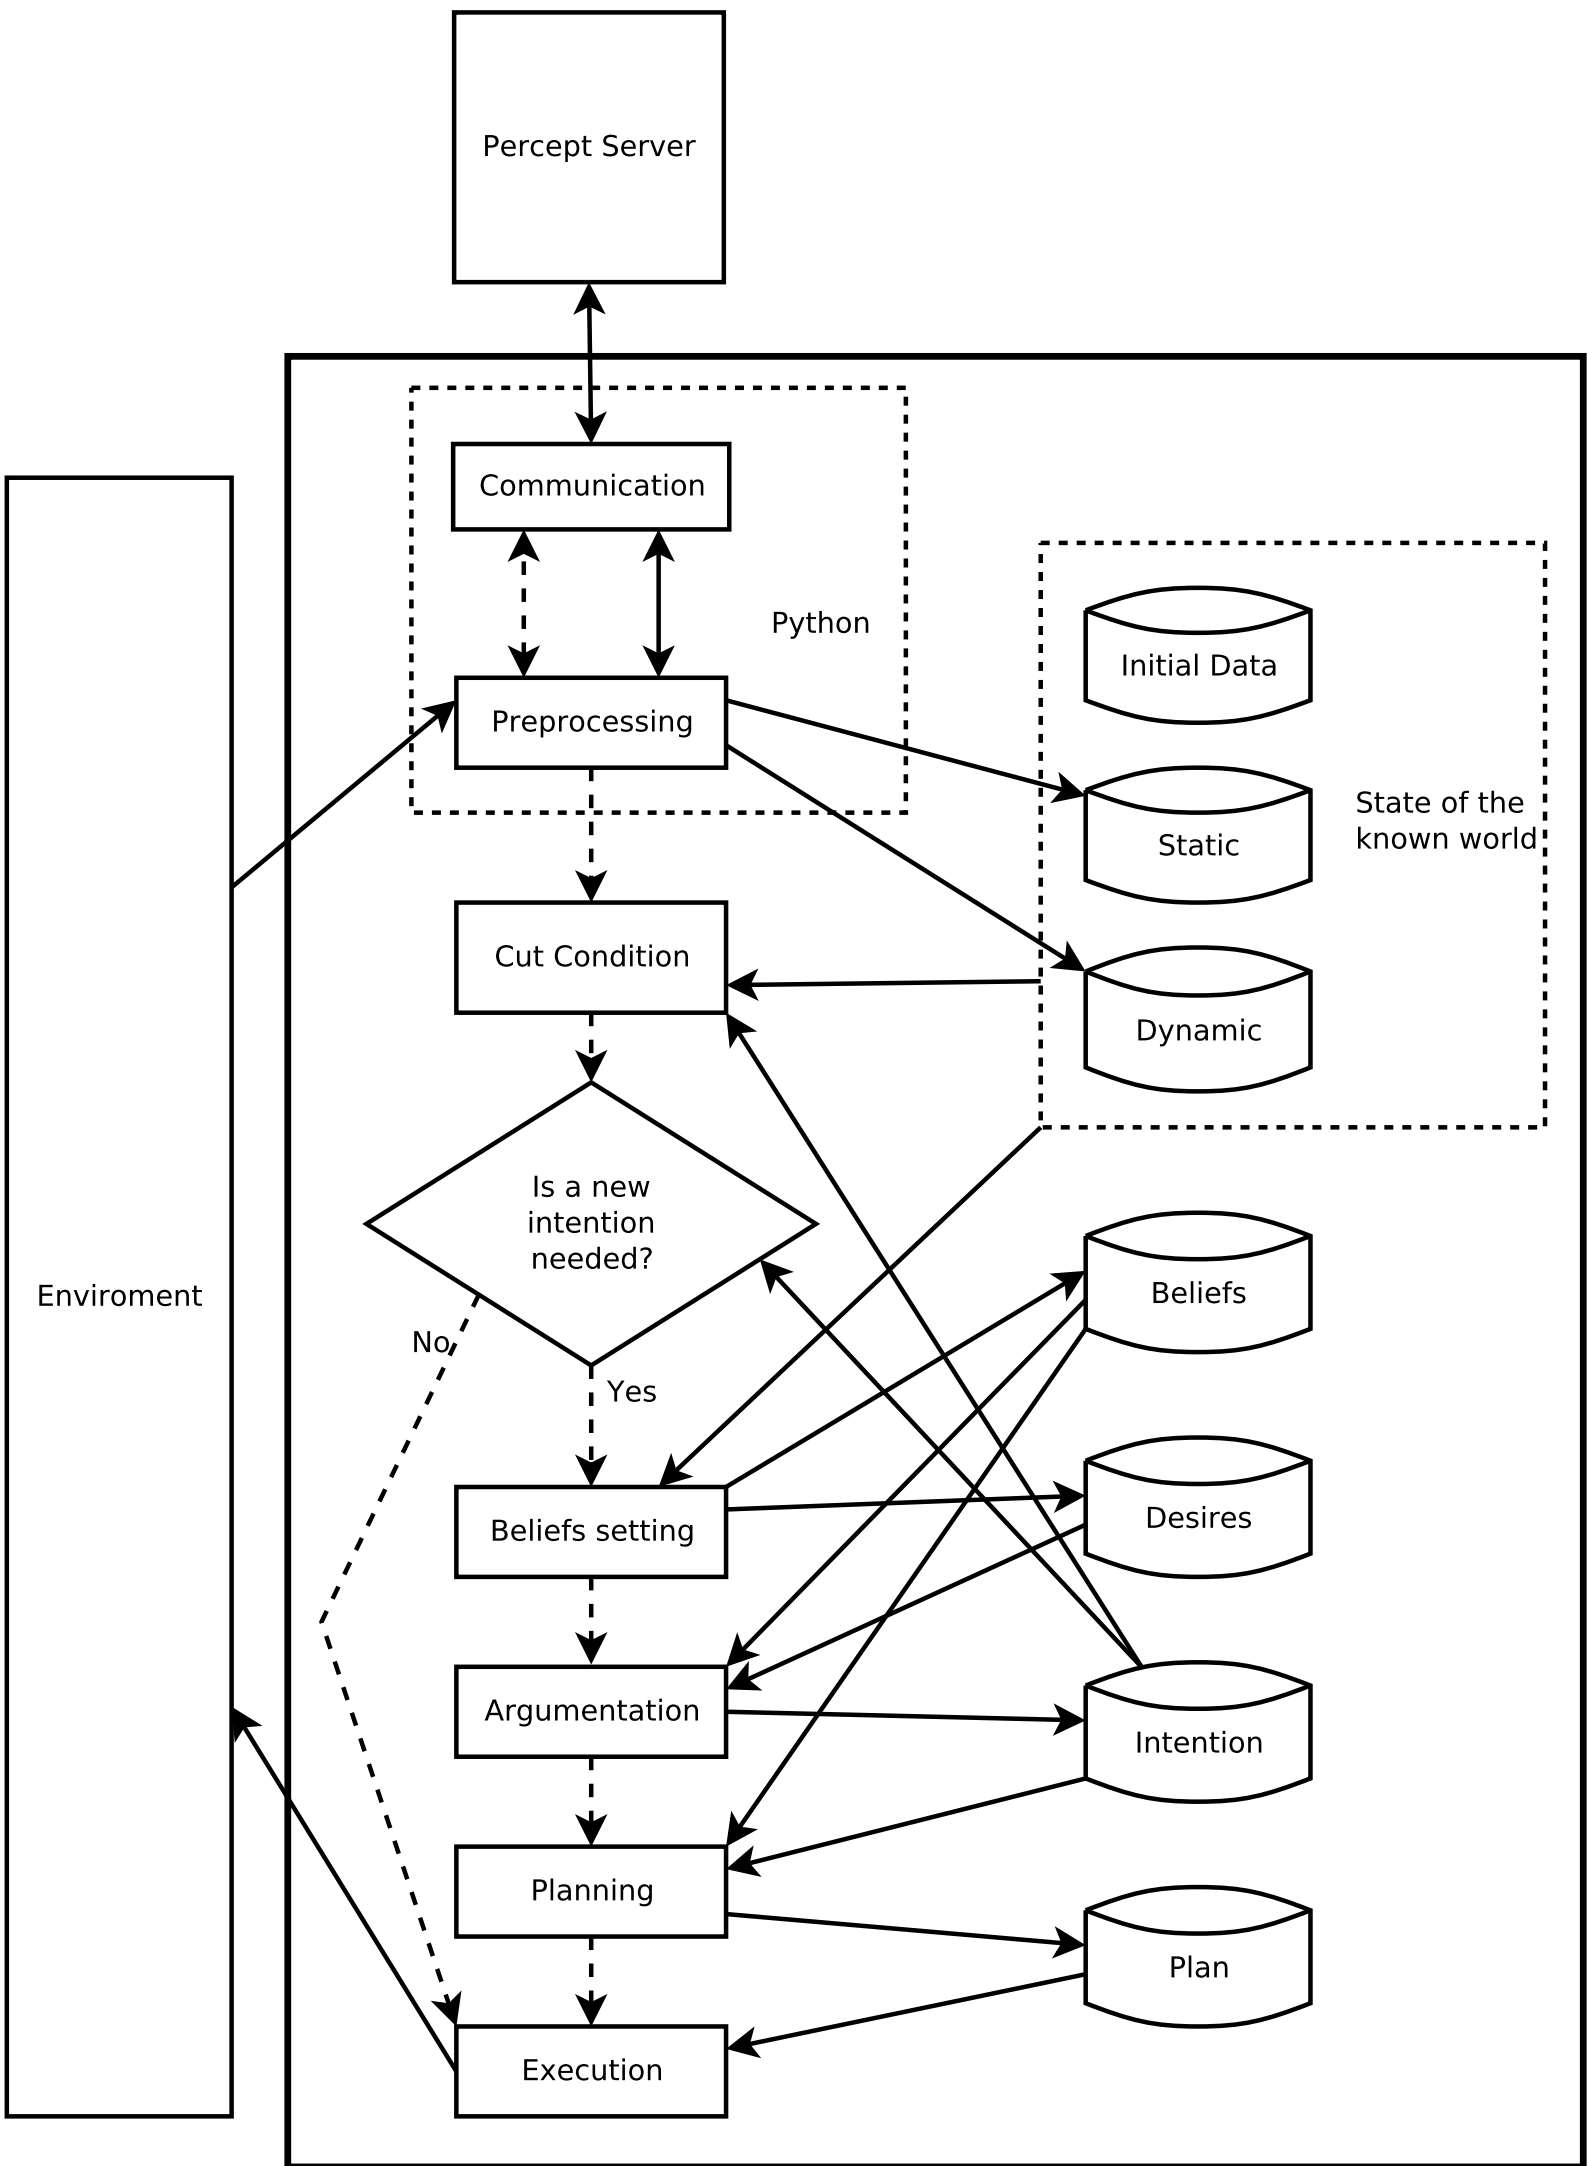 Percept Server
Communication
Python
Preprocessing
Initial Data
Static
State of the
known world
Cut Condition
Dynamic
Is a new
intention
needed?
Enviroment
No
Yes
Beliefs
Beliefs setting
Desires
Argumentation
Intention
Planning
Plan
Execution